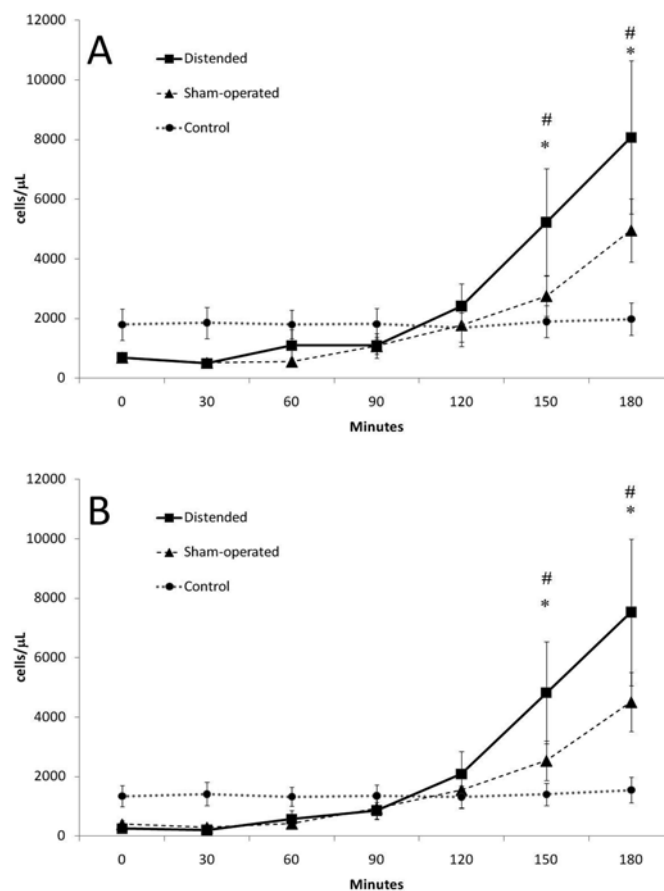 A
12000
10000
8000
6000
4000
2000
0
cells/μL
Distended
Sham-operated
Control
#
*
#
*
0 30 60 90 120 150 180
Minutes
B
12000
10000
8000
6000
4000
2000
0
cells/μL
Distended
Sham-operated
Control
#
*
#
*
0 30 60 90 120 150 180
Minutes